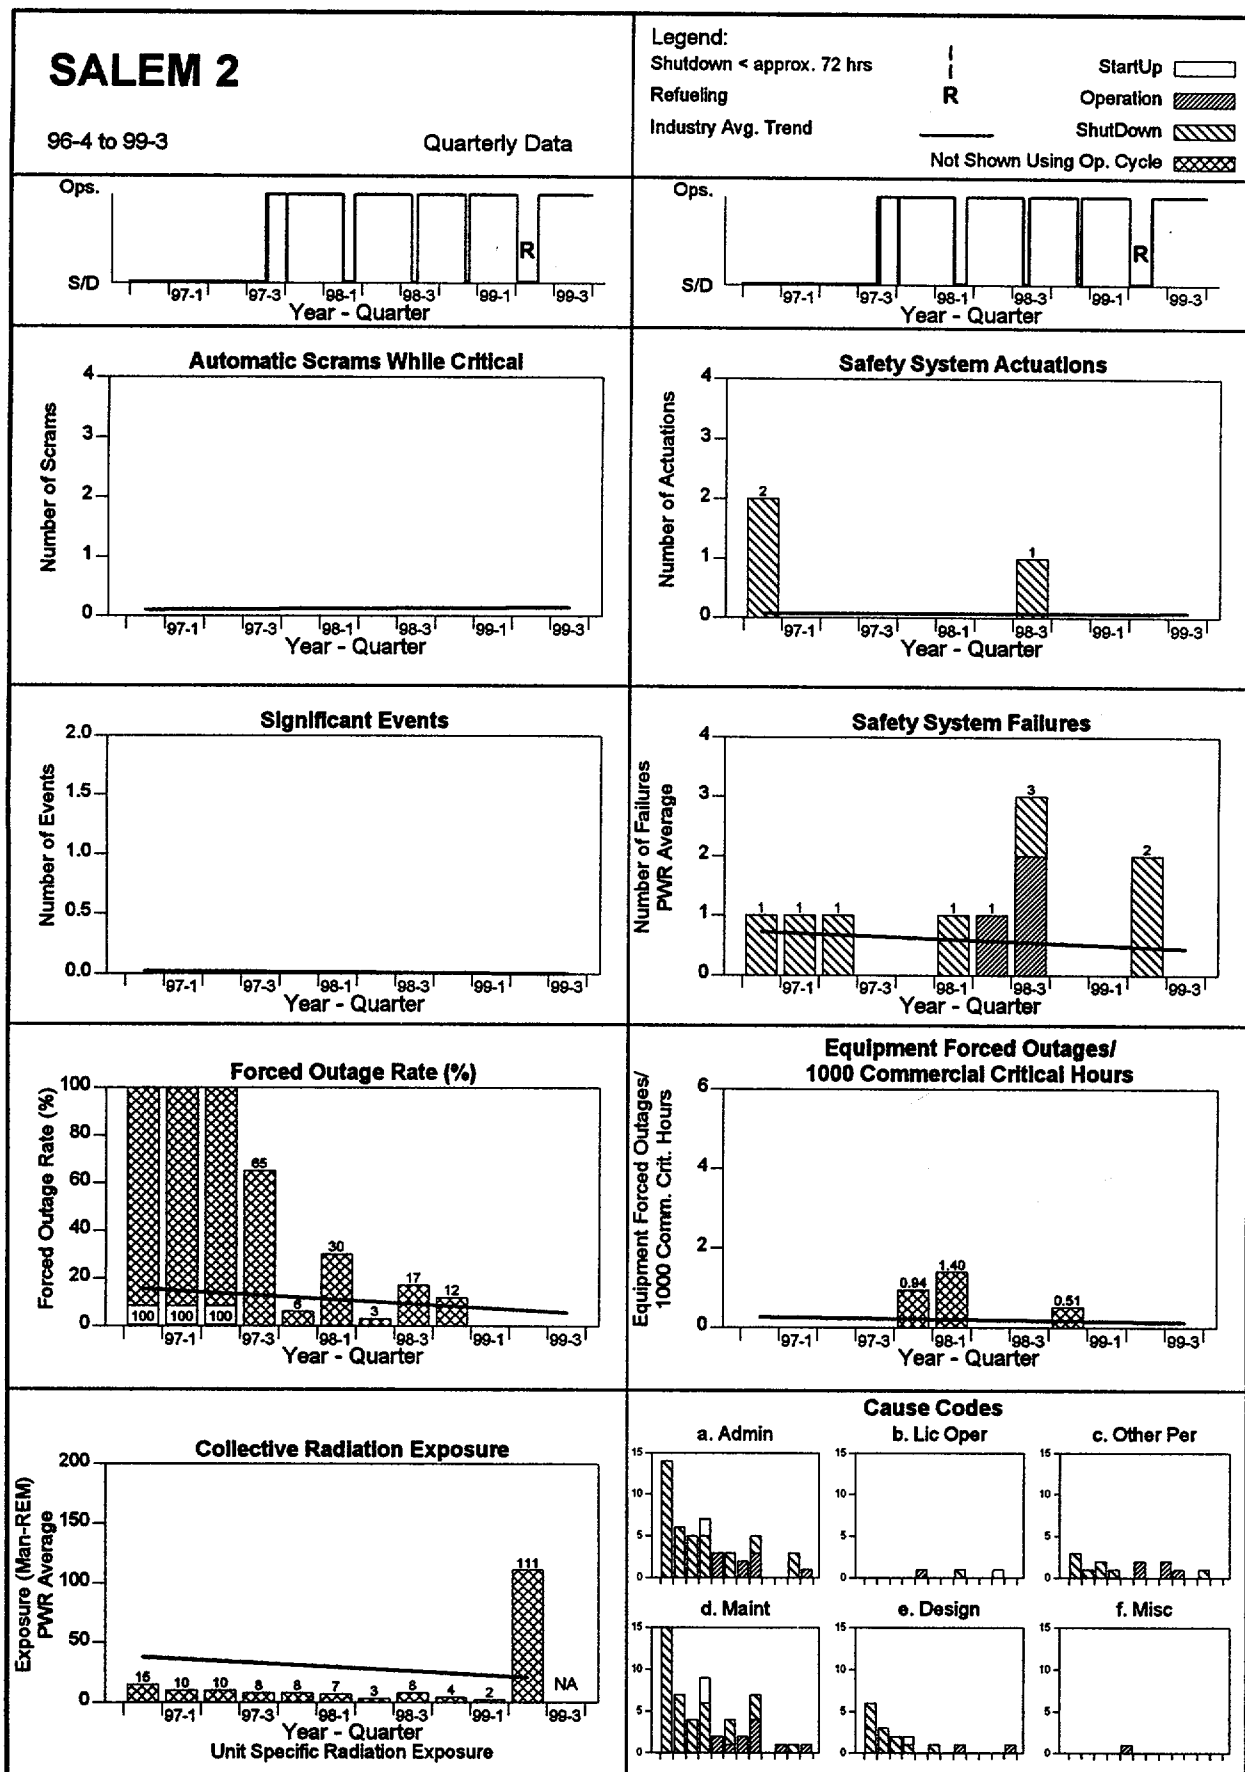 SALEM 2
96-4 to 99-3 Quarterly Data
Legend:
Shutdown < approx. 72 hrs
Refueling R
Industry Avg. Trend
StartUp
Operation
ShutDown
Not Shown Using Op. Cycle
Ops.
S/D
R
97-1 97-3 98-1 98-3 99-1 99-3
Year - Quarter
Ops.
S/D
R
97-1 97-3 98-1 98-3 99-1 99-3
Year - Quarter
Automatic Scrams While Critical
Number of Scrams
4
3
2
1
0
97-1 97-3 98-1 98-3 99-1 99-3
Year - Quarter
Safety System Actuations
Number of Actuations
4
3
2
1
0
2 1
97-1 97-3 98-1 98-3 99-1 99-3
Year - Quarter
Significant Events
Number of Events
2.0
1.5
1.0
0.5
0.0
97-1 97-3 98-1 98-3 99-1 99-3
Year - Quarter
Safety System Failures
Number of Failures
PWR Average
4
3
2
1
0
1 1 1 1 1 3 2
97-1 97-3 98-1 98-3 99-1 99-3
Year - Quarter
Forced Outage Rate (%)
Forced Outage Rate (%)
100
80
60
40
20
0
100 100 100 65 6 30 3 17 12
97-1 97-3 98-1 98-3 99-1 99-3
Year - Quarter
Equipment Forced Outages/
1000 Commercial Critical Hours
Equipment Forced Outages/
1000 Comm. Crit. Hours
6
4
2
0
0.94 1.40 0.51
97-1 97-3 98-1 98-3 99-1 99-3
Year - Quarter
Collective Radiation Exposure
Exposure (Man-REM)
PWR Average
200
150
100
50
0
15 10 10 8 8 7 3 8 4 2 111 NA
97-1 97-3 98-1 98-3 99-1 99-3
Year - Quarter
Unit Specific Radiation Exposure
Cause Codes
a. Admin
15
10
5
0
b. Lic Oper
15
10
5
0
c. Other Per
15
10
5
0
d. Maint
15
10
5
0
e. Design
15
10
5
0
f. Misc
15
10
5
0